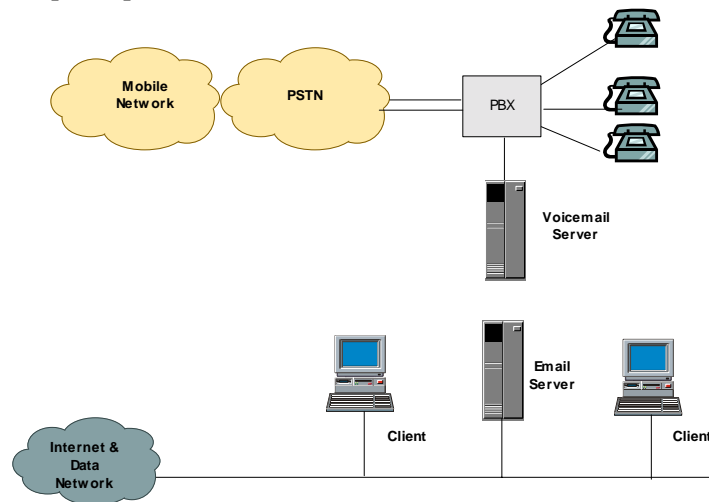 Mobile
Network
PSTN
PBX
Voicemail
Server
Email
Server
Client
Client
Internet &
Data
Network